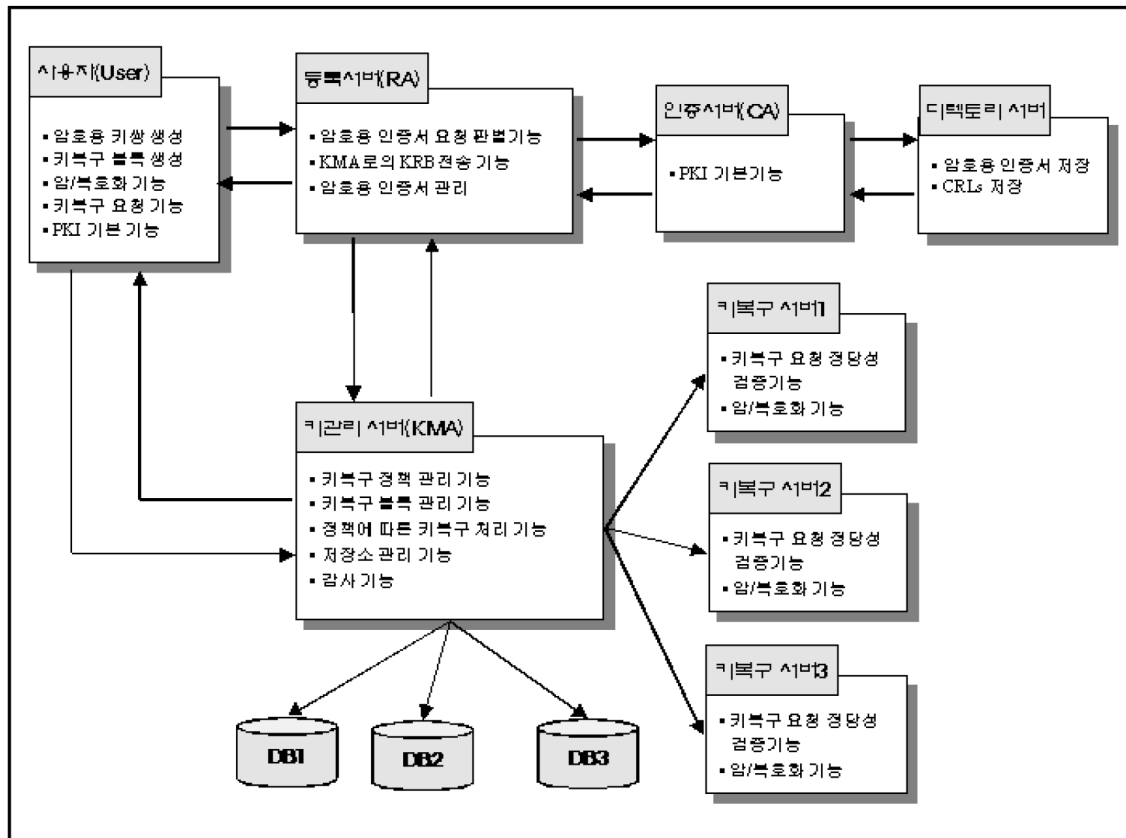 사용자(User)
▪ 암호용 키쌍 생성
▪ 키복구 블록 생성
▪ 암/복호화 기능
▪ 키복구 요청 기능
▪ PKI 기본 기능
등록서버(RA)
▪ 암호용 인증서 요청 판별기능
▪ KMA로의 KRB 전송 기능
▪ 암호용 인증서 관리
인증서버(CA)
▪ PKI 기본기능
디렉토리 서버
▪ 암호용 인증서 저장
▪ CRLs 저장
키관리 서버(KMA)
▪ 키복구 정책 관리 기능
▪ 키복구 블록 관리 기능
▪ 정책에 따른 키복구 처리 기능
▪ 저장소 관리 기능
▪ 감사 기능
키복구 서버1
▪ 키복구 요청 정당성
검증기능
▪ 암/복호화 기능
키복구 서버2
▪ 키복구 요청 정당성
검증기능
▪ 암/복호화 기능
키복구 서버3
▪ 키복구 요청 정당성
검증기능
▪ 암/복호화 기능
DB1
DB2
DB3